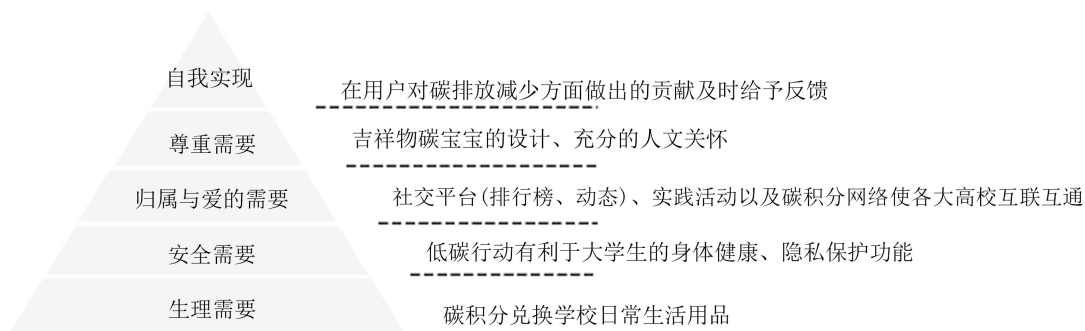 自我实现
在用户对碳排放减少方面做出的贡献及时给予反馈
尊重需要
吉祥物碳宝宝的设计、充分的人文关怀
归属与爱的需要
社交平台(排行榜、动态)、实践活动以及碳积分网络使各大高校互联互通
安全需要
低碳行动有利于大学生的身体健康、隐私保护功能
生理需要
碳积分兑换学校日常生活用品